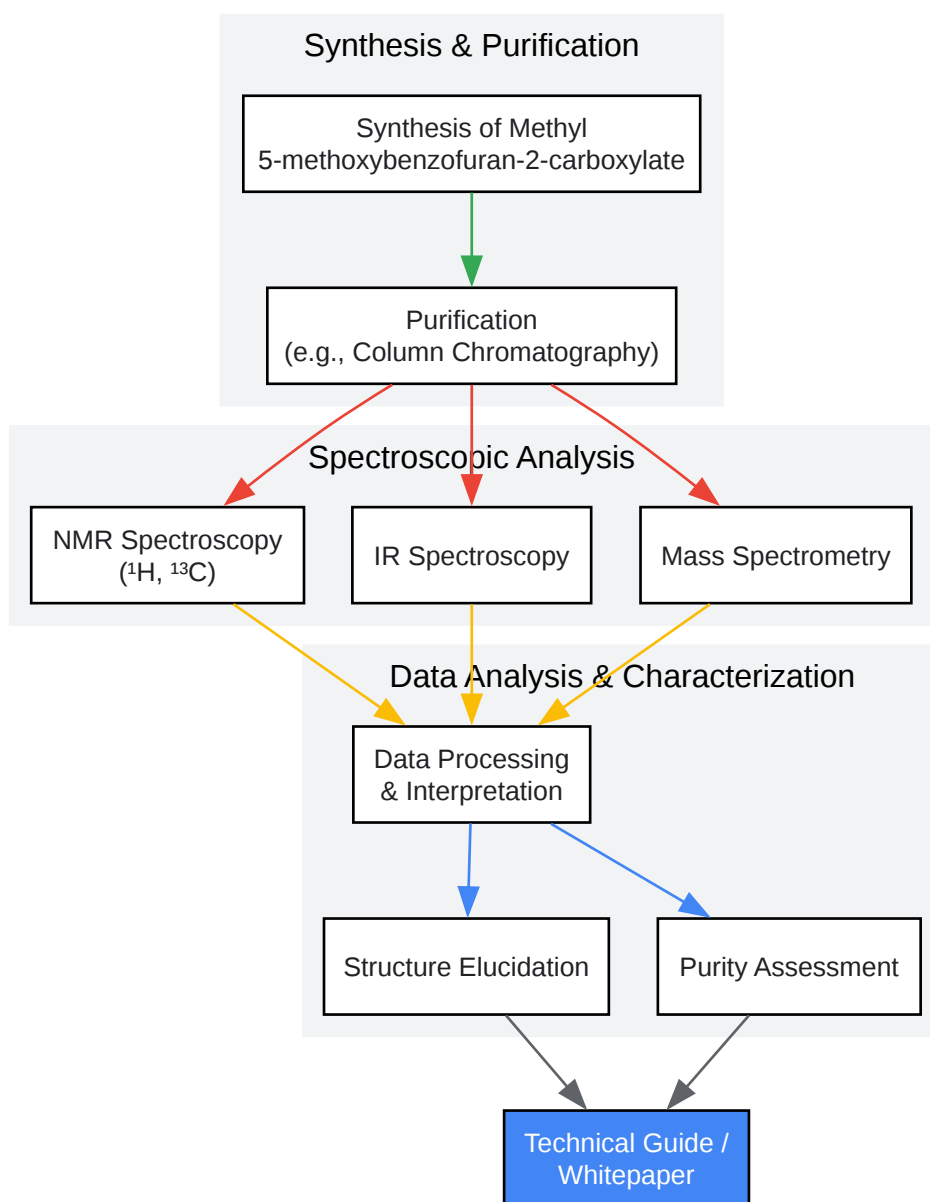 Synthesis & Purification
Synthesis of Methyl
5-methoxybenzofuran-2-carboxylate
Purification
(e.g., Column Chromatography)
Spectroscopic Analysis
NMR Spectroscopy
(¹H, ¹³C)
IR Spectroscopy
Mass Spectrometry
Data Analysis & Characterization
Data Processing
& Interpretation
Structure Elucidation
Purity Assessment
Technical Guide /
Whitepaper